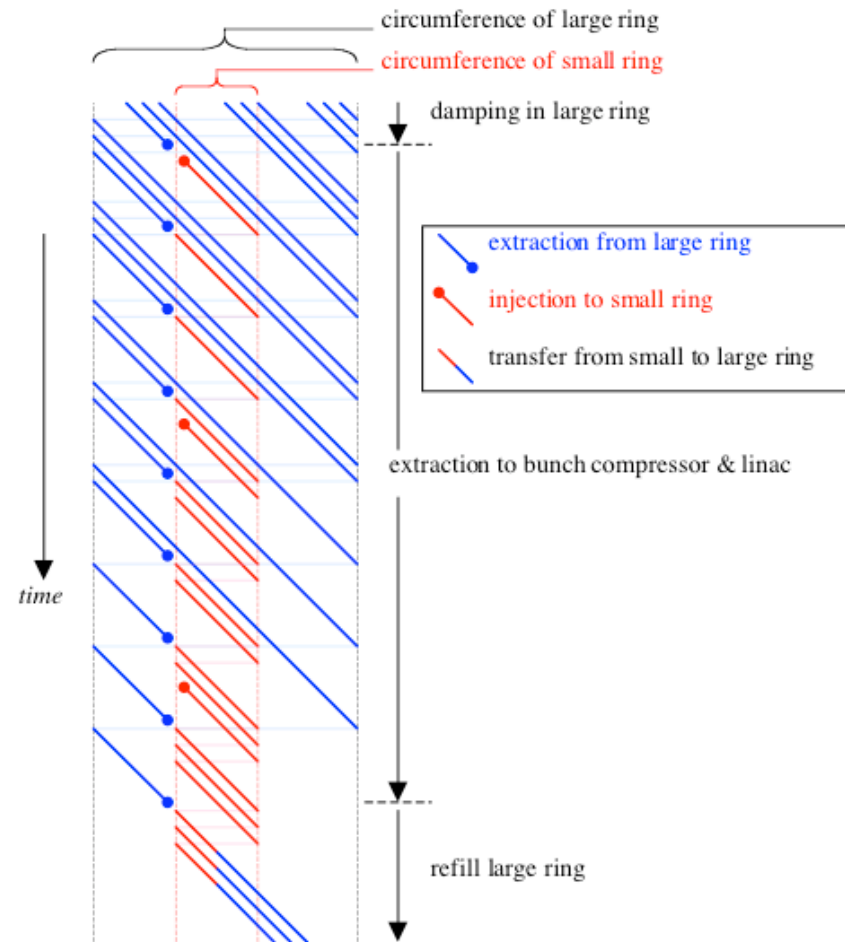 circumference of large ring
circumference of small ring
damping in large ring
extraction from large ring
injection to small ring
transfer from small to large ring
extraction to bunch compressor & linac
time
refill large ring